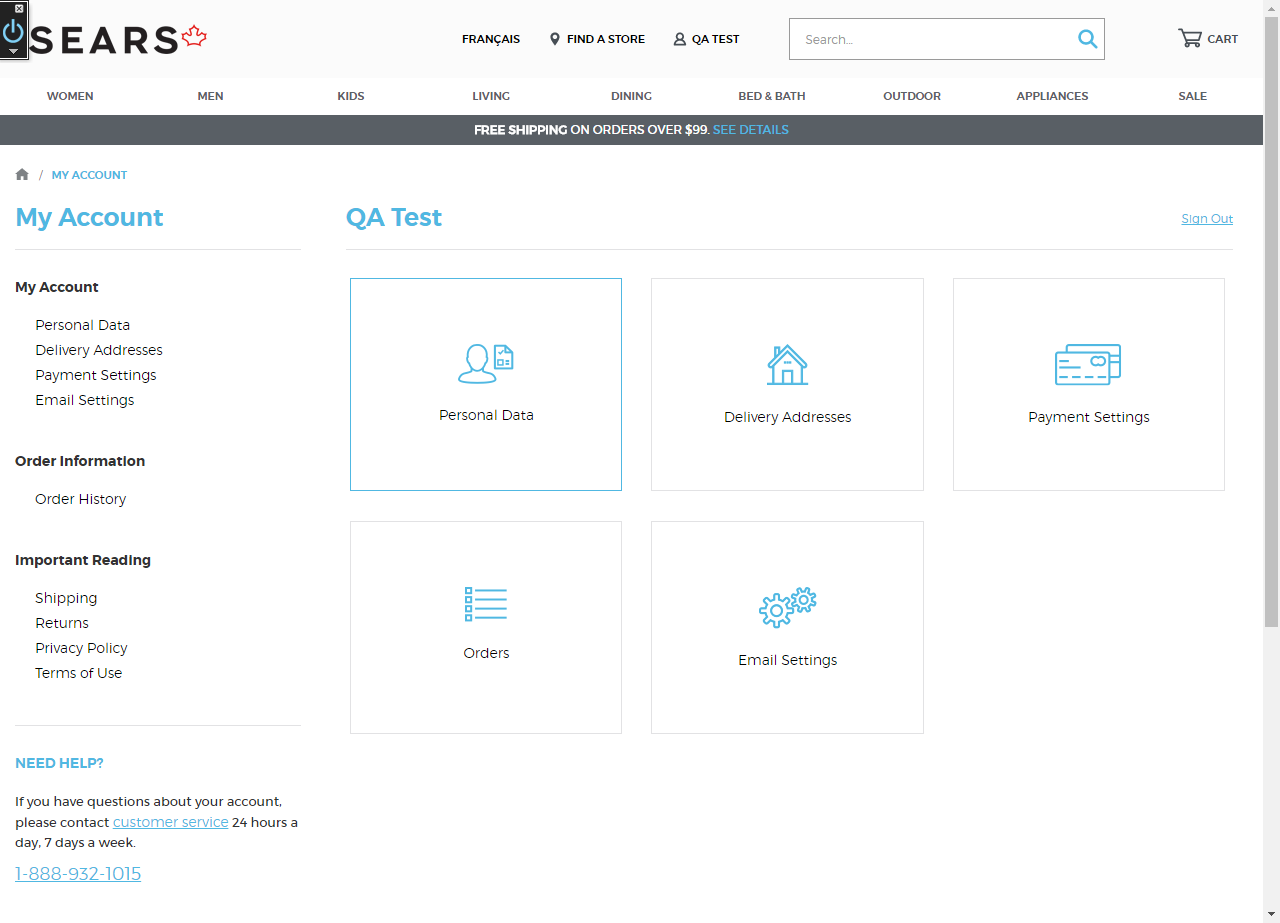 SEARS
FRANÇAIS
FIND A STORE
QA TEST
Search...
CART
WOMEN
MEN
KIDS
LIVING
DINING
BED & BATH
OUTDOOR
APPLIANCES
SALE
FREE SHIPPING ON ORDERS OVER $99. SEE DETAILS
/ MY ACCOUNT
My Account
My Account
Personal Data
Delivery Addresses
Payment Settings
Email Settings
Order Information
Order History
Important Reading
Shipping
Returns
Privacy Policy
Terms of Use
NEED HELP?
If you have questions about your account,
please contact customer service 24 hours a
day, 7 days a week.
1-888-932-1015
QA Test
Sign Out
Personal Data
Delivery Addresses
Payment Settings
Orders
Email Settings